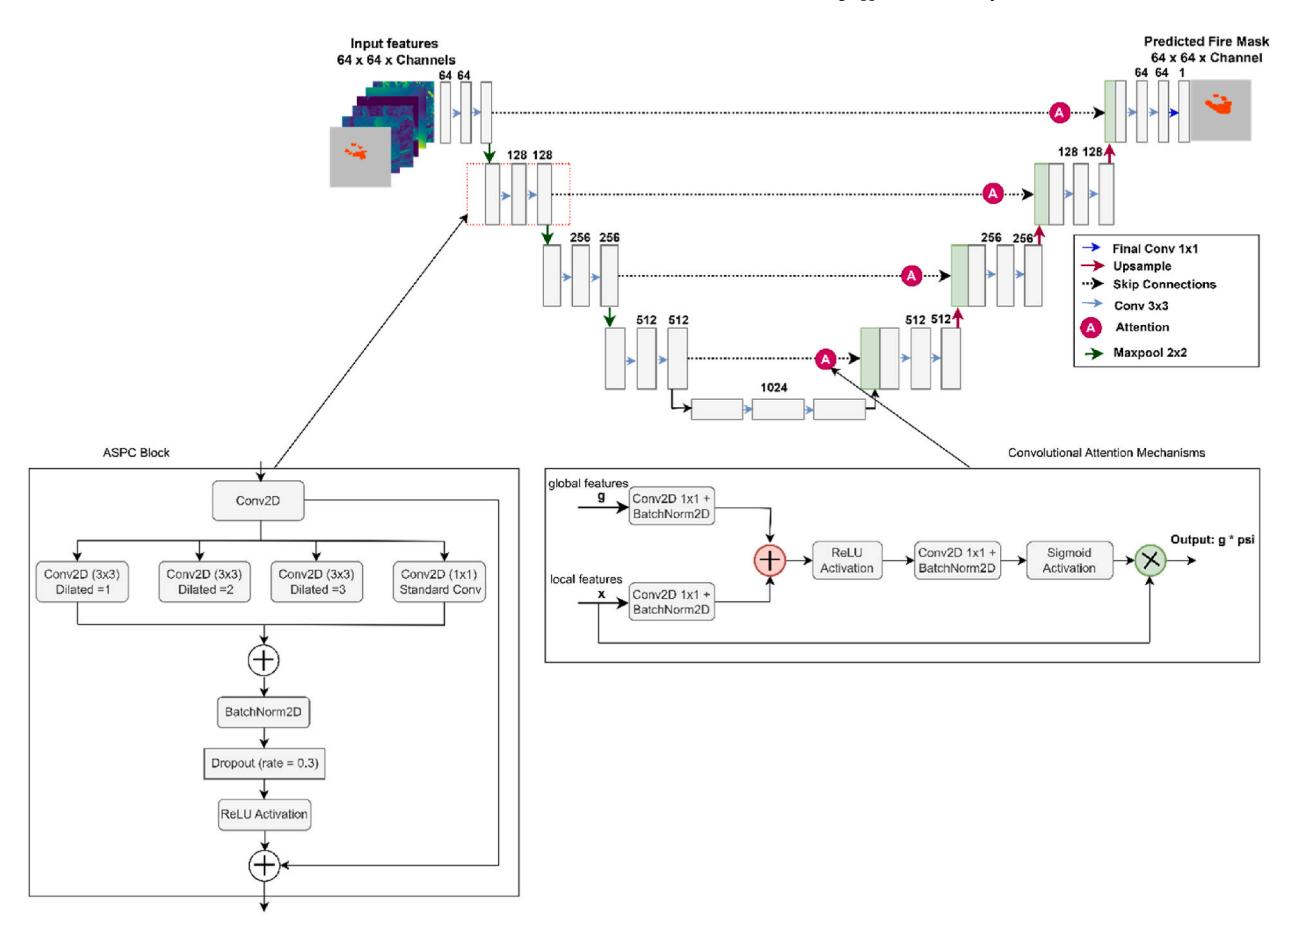 Input features
64 x 64 x Channels
Predicted Fire Mask
64 x 64 x Channel
64 64
64 64 1
A
128 128
128 128
A
256 256
256 256
A
512 512
512 512
A
1024
Final Conv 1x1
Upsample
Skip Connections
Conv 3x3
A Attention
Maxpool 2x2
ASPC Block
Conv2D
Conv2D (3x3)
Dilated =1
Conv2D (3x3)
Dilated =2
Conv2D (3x3)
Dilated =3
Conv2D (1x1)
Standard Conv
BatchNorm2D
Dropout (rate = 0.3)
ReLU Activation
Convolutional Attention Mechanisms
global features
g
Conv2D 1x1 +
BatchNorm2D
local features
x
Conv2D 1x1 +
BatchNorm2D
ReLU
Activation
Conv2D 1x1 +
BatchNorm2D
Sigmoid
Activation
Output: g * psi